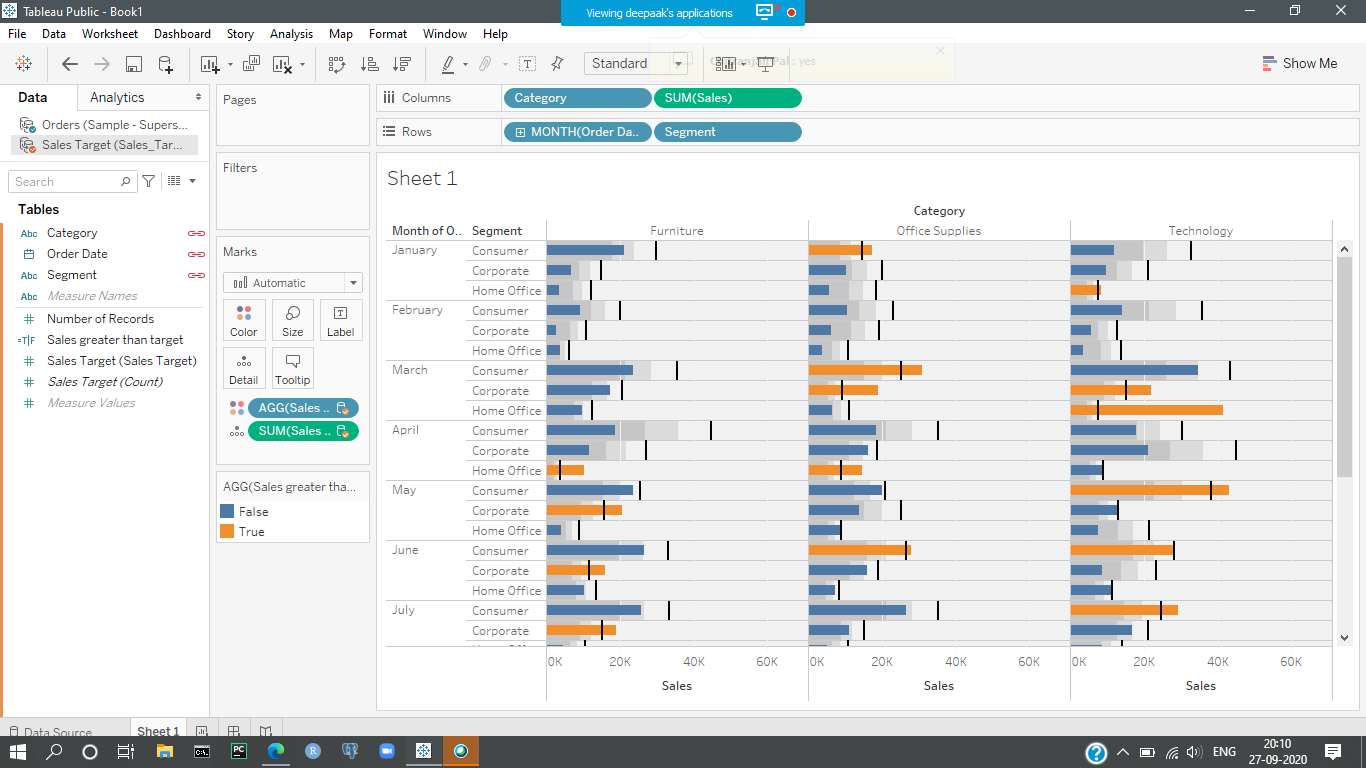 Tableau Public - Book1
Viewing deepaak's applications
File Data Worksheet Dashboard Story Analysis Map Format Window Help
Standard
: yes
Show Me
Data
Analytics
Orders (Sample - Supers...
Sales Target (Sales_Tar...
Search
Tables
Abc Category
Order Date
Abc Segment
Abc Measure Names
# Number of Records
=T|F Sales greater than target
# Sales Target (Sales Target)
# Sales Target (Count)
# Measure Values
Pages
Filters
Marks
Automatic
Color
Size
Label
Detail
Tooltip
AGG(Sales ..
SUM(Sales ..
AGG(Sales greater tha...
False
True
Columns
Category
SUM(Sales)
Rows
MONTH(Order Da..
Segment
Sheet 1
Category
Month of O..
Segment
Furniture
Office Supplies
Technology
January
Consumer
Corporate
Home Office
February
Consumer
Corporate
Home Office
March
Consumer
Corporate
Home Office
April
Consumer
Corporate
Home Office
May
Consumer
Corporate
Home Office
June
Consumer
Corporate
Home Office
July
Consumer
Corporate
0K 20K 40K 60K
0K 20K 40K 60K
0K 20K 40K 60K
Sales
Sales
Sales
Data Source
Sheet 1
PC
R
ENG
20:10
27-09-2020